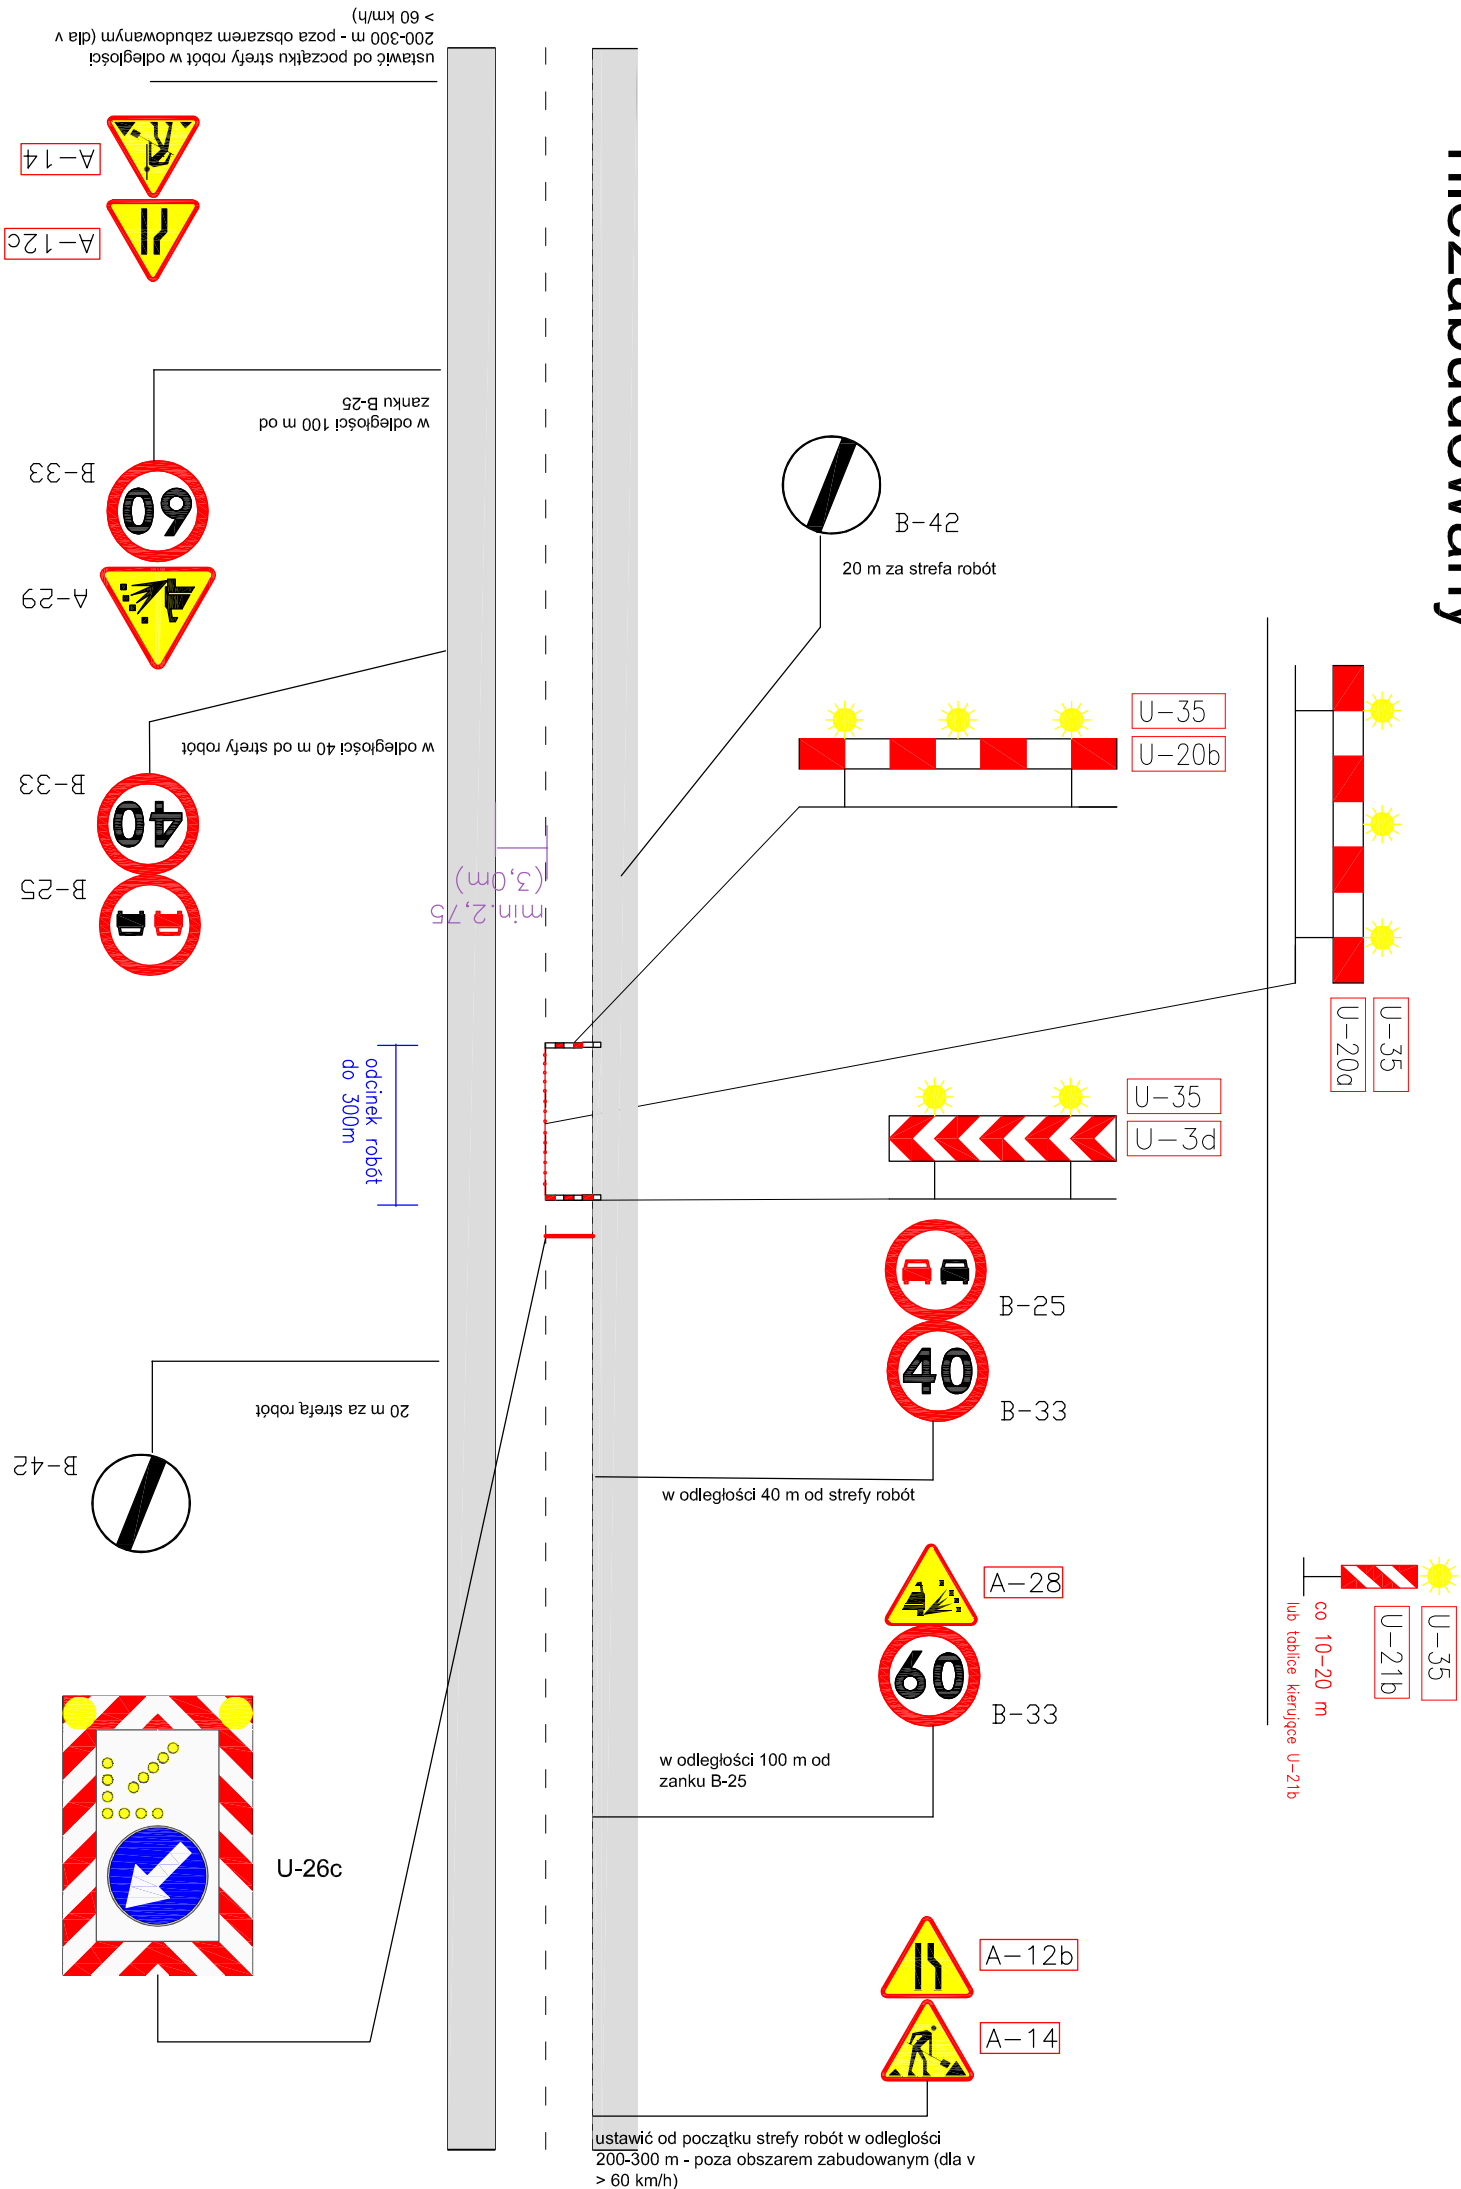 ustawić od początku strefy robót w odległości
200-300 m - poza obszarem zabudowanym (dla v
> 60 km/h)
A-14
A-12c
w odległości 100 m od
zanku B-25
B-33
60
A-29
w odległości 40 m od strefy robót
B-33
40
B-25
min.2,75
(3,0m)
odcinek robót
do 300m
20 m za strefą robót
B-42
U-26c
B-42
20 m za strefa robót
U-35
U-20b
U-35
U-20a
U-35
U-3d
B-25
40
B-33
w odległości 40 m od strefy robót
A-28
60
B-33
w odległości 100 m od
zanku B-25
A-12b
A-14
ustawić od początku strefy robót w odległości
200-300 m - poza obszarem zabudowanym (dla v
> 60 km/h)
U-35
U-21b
co 10-20 m
lub tablice kierujące U-21b
niezabudowany